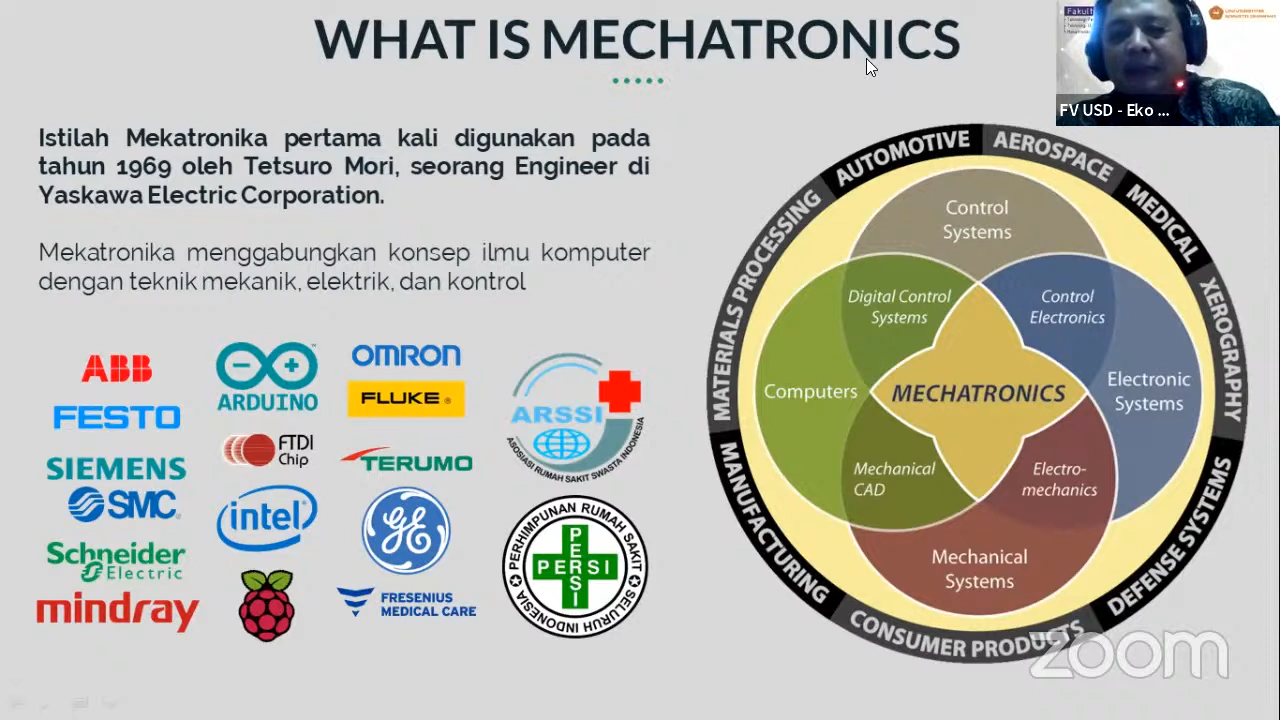 WHAT IS MECHATRONICS
Istilah Mekatronika pertama kali digunakan pada
tahun 1969 oleh Tetsuro Mori, seorang Engineer di
Yaskawa Electric Corporation.
Mekatronika menggabungkan konsep ilmu komputer
dengan teknik mekanik, elektrik, dan kontrol
ABB
FESTO
SIEMENS
SMC
Schneider
Electric
mindray
ARDUINO
FTDI
Chip
intel
OMRON
FLUKE
TERUMO
GE
FRESENIUS
MEDICAL CARE
ARSSI
ASOSIASI RUMAH SAKIT SWASTA INDONESIA
PERHIMPUNAN RUMAH SAKIT
SELURUH INDONESIA
PERSI
PERSI
FV USD - Eko ...
MATERIALS PROCESSING
AUTOMOTIVE
AEROSPACE
MEDICAL
XEROGRAPHY
DEFENSE SYSTEMS
CONSUMER PRODUCTS
MANUFACTURING
Control
Systems
Digital Control
Systems
Control
Electronics
Computers
MECHATRONICS
Electronic
Systems
Mechanical
CAD
Electro-
mechanics
Mechanical
Systems
zoom